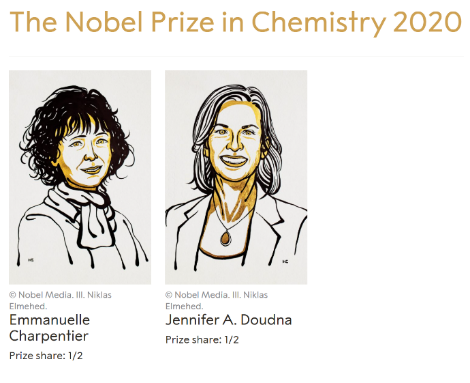 The Nobel Prize in Chemistry 2020
© Nobel Media. Ill. Niklas
Elmehed.
Emmanuelle
Charpentier
Prize share: 1/2
© Nobel Media. Ill. Niklas
Elmehed.
Jennifer A. Doudna
Prize share: 1/2